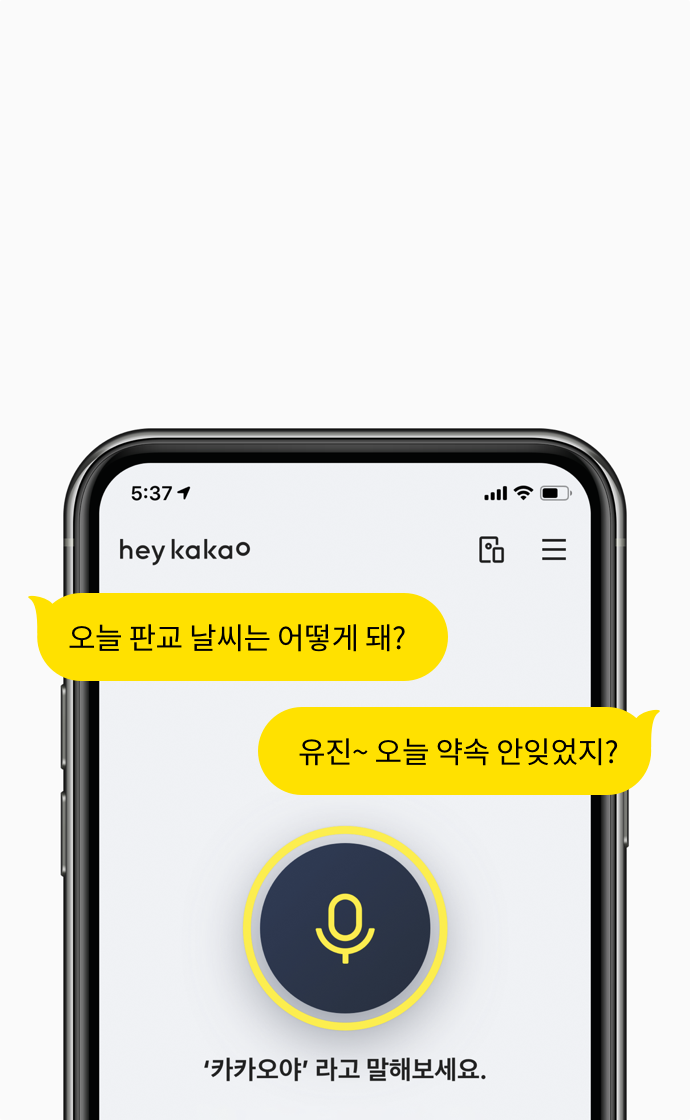 5:37
hey kakao
오늘 판교 날씨는 어떻게 돼?
유진~ 오늘 약속 안잊었지?
‘카카오야’ 라고 말해보세요.